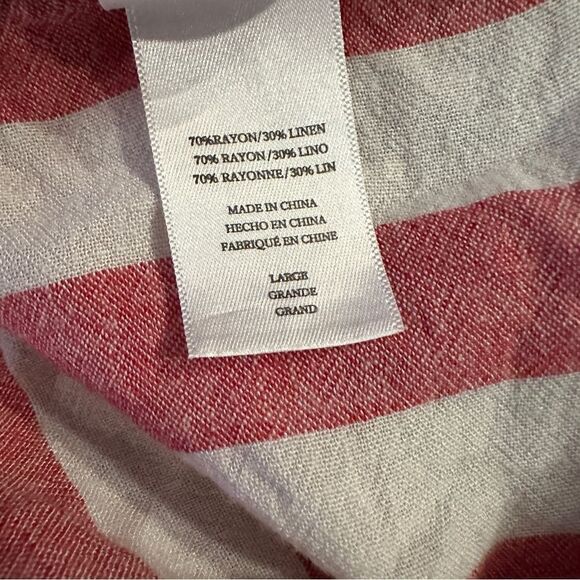 70%RAYON/30% LINEN
70% RAYON/30% LINO
70% RAYONNE/30% LIN
MADE IN CHINA
HECHO EN CHINA
FABRIQUÉ EN CHINE
LARGE
GRANDE
GRAND